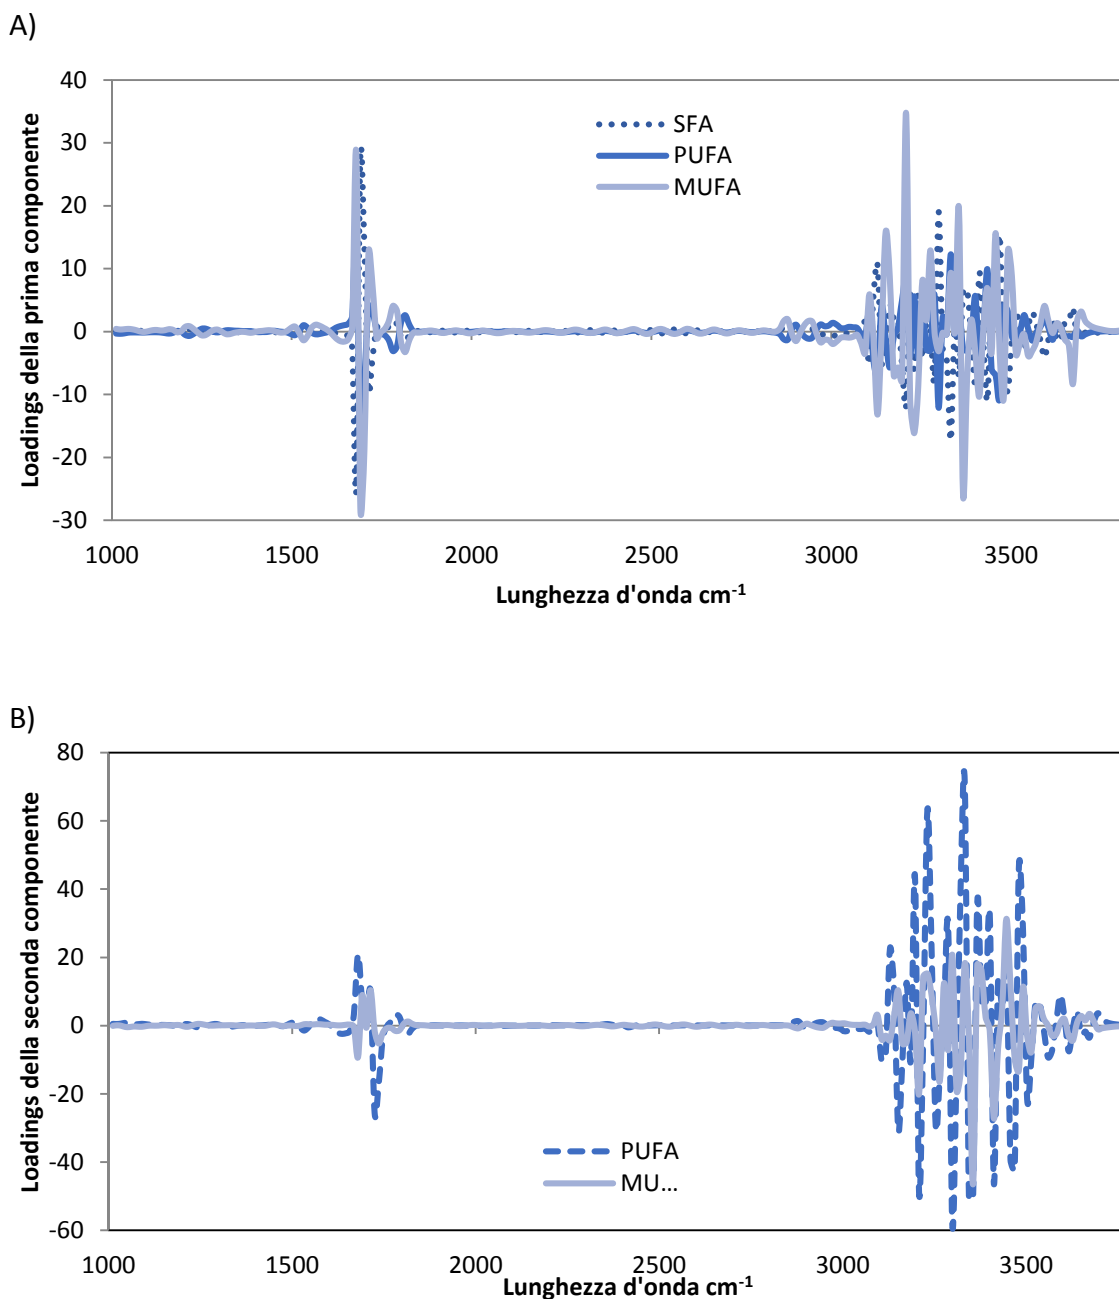 A)
Loadings della prima componente
40
30
20
10
0
-10
-20
-30
SFA
PUFA
MUFA
1000 1500 2000 2500 3000 3500
Lunghezza d'onda cm-1
B)
Loadings della seconda componente
80
60
40
20
0
-20
-40
-60
PUFA
MU...
1000 1500 2000 2500 3000 3500
Lunghezza d'onda cm-1